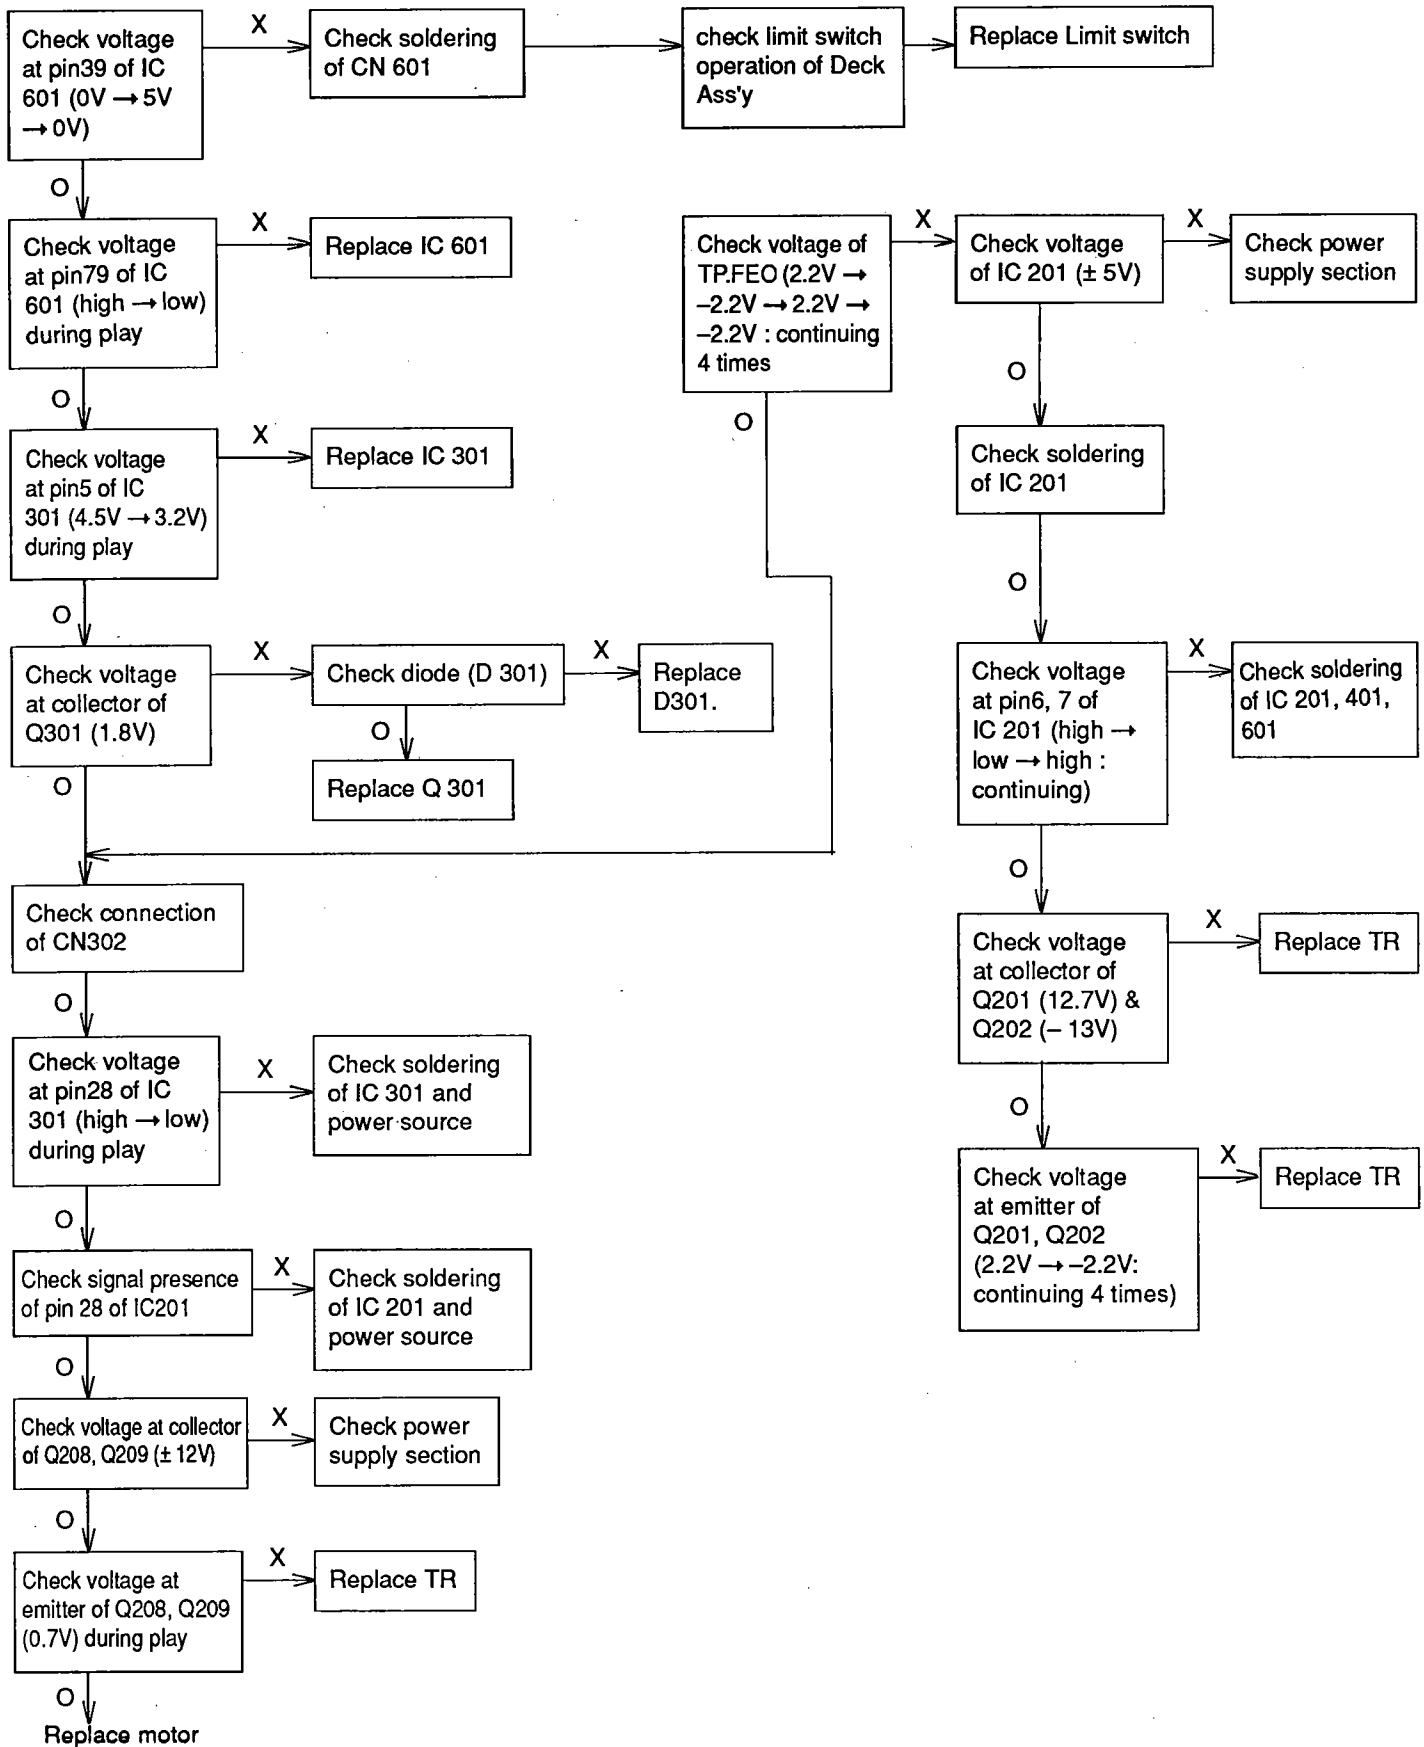 Check voltage
at pin39 of IC
601 (0V → 5V
→ 0V)
X
Check soldering
of CN 601
check limit switch
operation of Deck
Ass'y
Replace Limit switch
O
Check voltage
at pin79 of IC
601 (high → low)
during play
X
Replace IC 601
O
Check voltage
at pin5 of IC
301 (4.5V → 3.2V)
during play
X
Replace IC 301
O
Check voltage
at collector of
Q301 (1.8V)
X
Check diode (D 301)
X
Replace
D301.
O
Replace Q 301
O
Check connection
of CN302
O
Check voltage
at pin28 of IC
301 (high → low)
during play
X
Check soldering
of IC 301 and
power source
O
Check signal presence
of pin 28 of IC201
X
Check soldering
of IC 201 and
power source
O
Check voltage at collector
of Q208, Q209 (± 12V)
X
Check power
supply section
O
Check voltage at
emitter of Q208, Q209
(0.7V) during play
X
Replace TR
O
Replace motor
Check voltage of
TP.FEO (2.2V →
–2.2V → 2.2V →
–2.2V : continuing
4 times
O
X
Check voltage
of IC 201 (± 5V)
X
Check power
supply section
O
Check soldering
of IC 201
O
Check voltage
at pin6, 7 of
IC 201 (high →
low → high :
continuing)
X
Check soldering
of IC 201, 401,
601
O
Check voltage
at collector of
Q201 (12.7V) &
Q202 (– 13V)
X
Replace TR
O
Check voltage
at emitter of
Q201, Q202
(2.2V → –2.2V:
continuing 4 times)
X
Replace TR